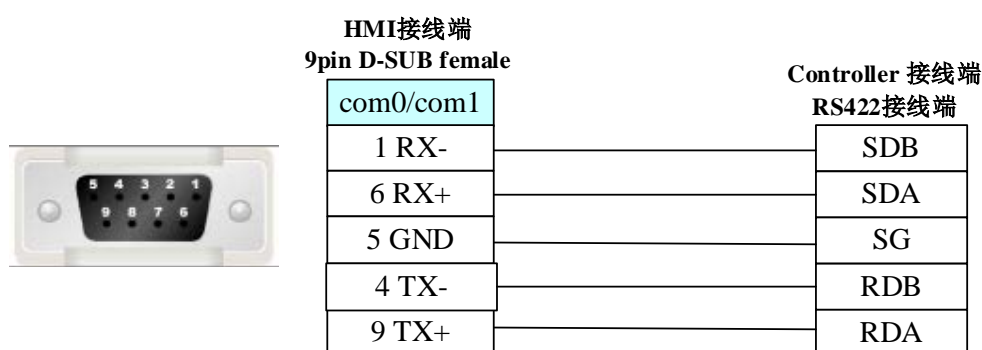 HMI接线端
9pin D-SUB female
Controller 接线端
RS422接线端
com0/com1
1 RX-
SDB
6 RX+
SDA
5 GND
SG
4 TX-
RDB
9 TX+
RDA
5 4 3 2 1
9 8 7 6